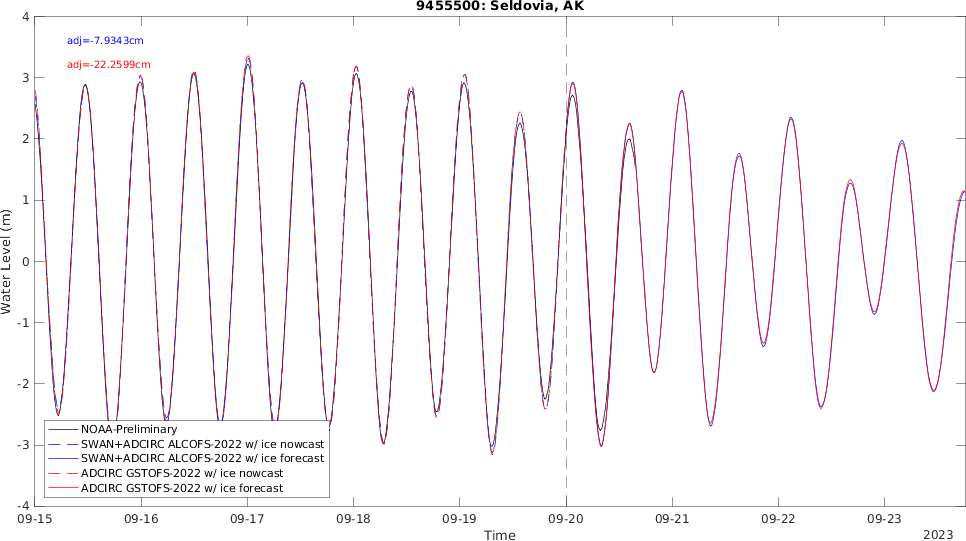 9455500: Seldovia, AK
adj=-7.9343cm
adj=-22.2599cm
Water Level (m)
4
3
2
1
0
-1
-2
-3
-4
NOAA-Preliminary
SWAN+ADCIRC ALCOFS-2022 w/ ice nowcast
SWAN+ADCIRC ALCOFS-2022 w/ ice forecast
ADCIRC GSTOFS-2022 w/ ice nowcast
ADCIRC GSTOFS-2022 w/ ice forecast
09-15 09-16 09-17 09-18 09-19 09-20 09-21 09-22 09-23
Time
2023